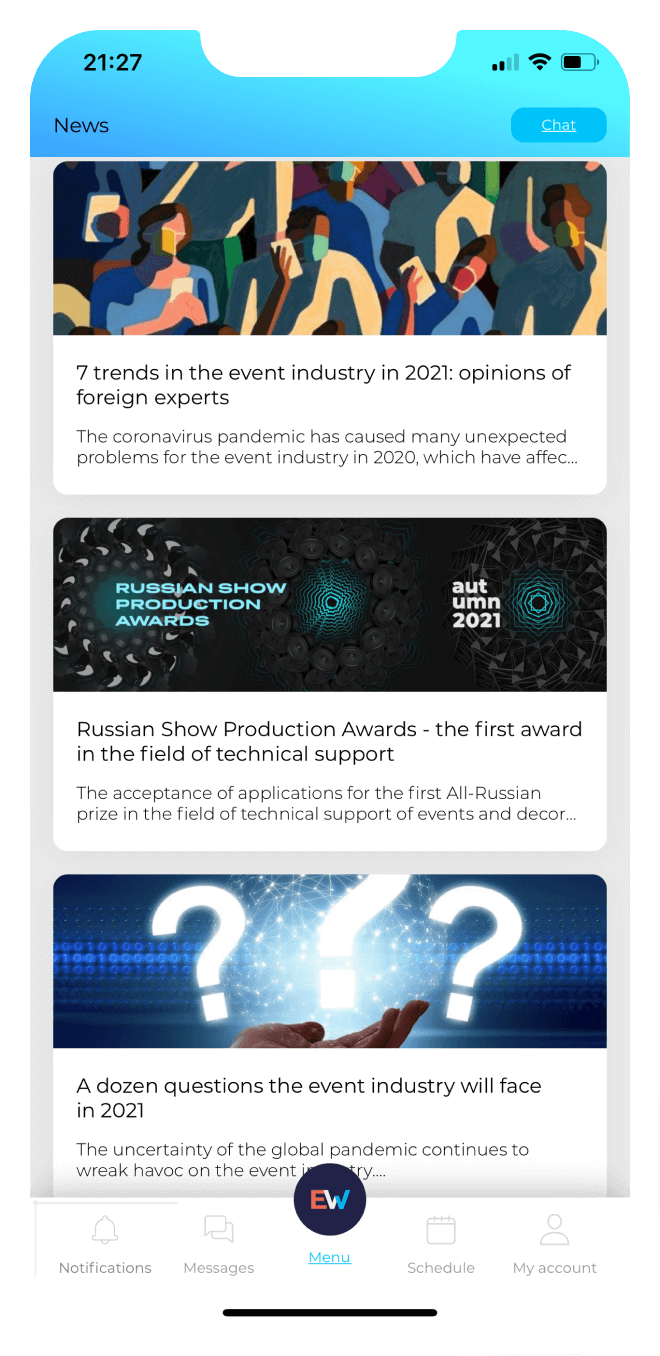 21:27
News
Chat
7 trends in the event industry in 2021: opinions of
foreign experts
The coronavirus pandemic has caused many unexpected
problems for the event industry in 2020, which have affec...
RUSSIAN SHOW
PRODUCTION
AWARDS
aut
umn
2021
Russian Show Production Awards - the first award
in the field of technical support
The acceptance of applications for the first All-Russian
prize in the field of technical support of events and decor...
???
A dozen questions the event industry will face
in 2021
The uncertainty of the global pandemic continues to
wreak havoc on the event
EW
Notifications
Messages
Menu
Schedule
My account